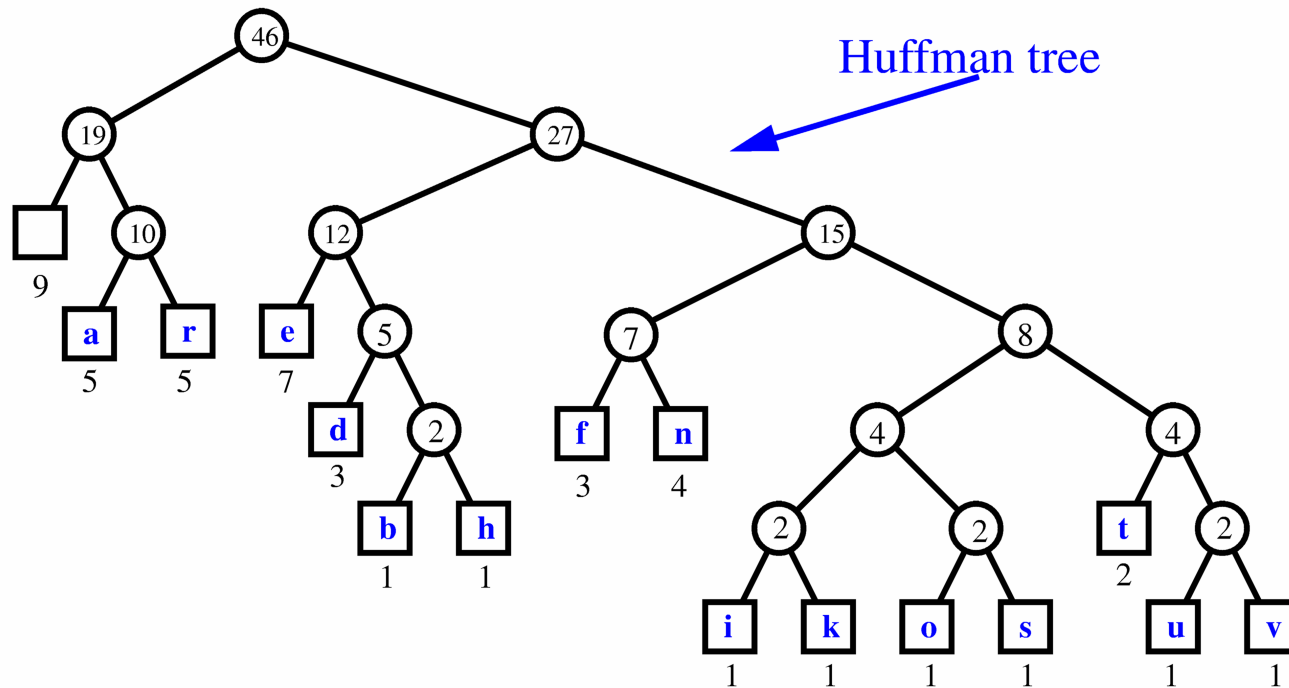 46
Huffman tree
19 27
10 12 15
9
a r e 5 7 8
5 5 7
d 2 f n 4 4
3 3 4
b h 2 2 t 2
1 1 2
i k o s u v
1 1 1 1 1 1